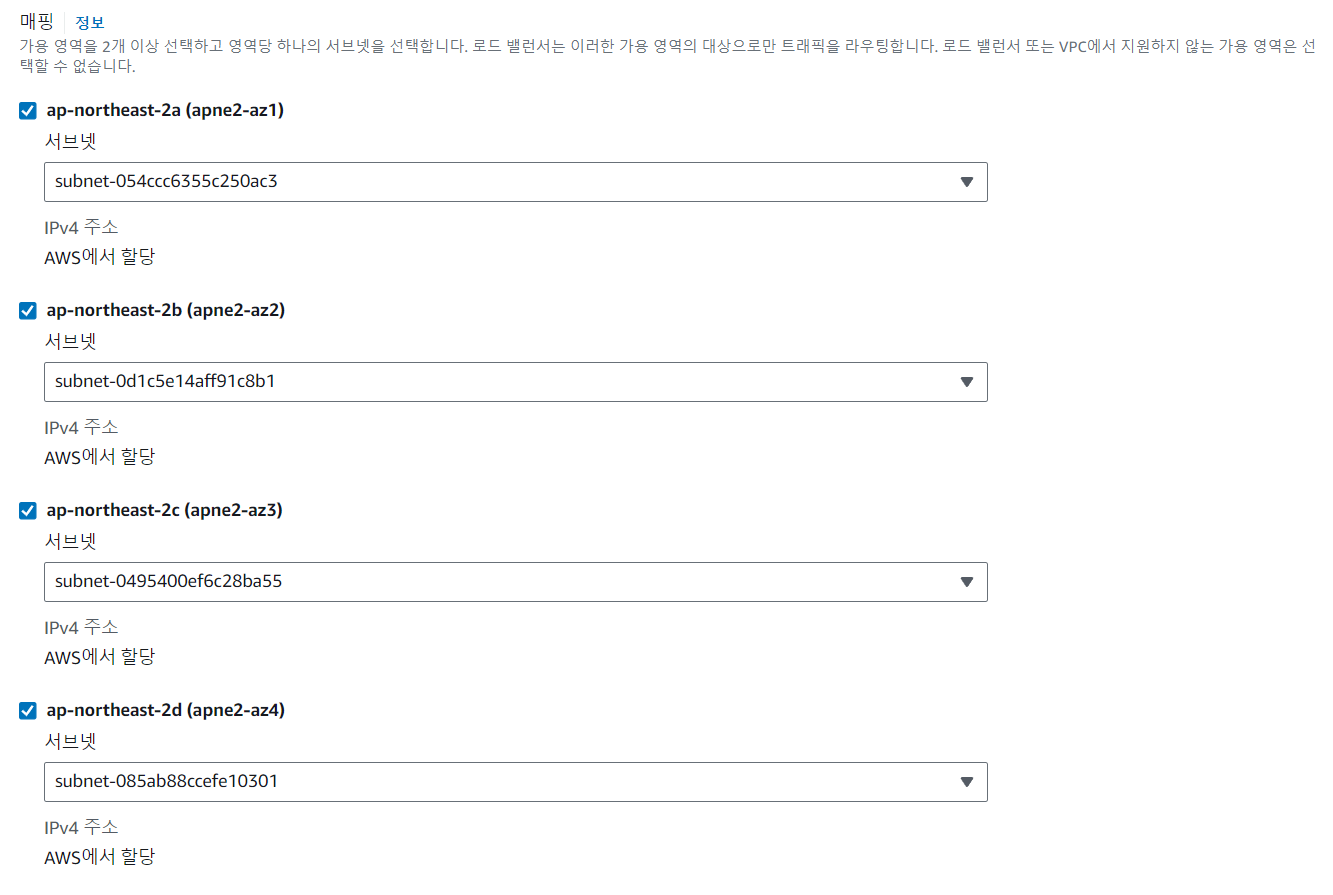 매핑 정보
가용 영역을 2개 이상 선택하고 영역당 하나의 서브넷을 선택합니다. 로드 밸런서는 이러한 가용 영역의 대상으로만 트래픽을 라우팅합니다. 로드 밸런서 또는 VPC에서 지원하지 않는 가용 영역은 선
택할 수 없습니다.
ap-northeast-2a (apne2-az1)
서브넷
subnet-054ccc6355c250ac3
IPv4 주소
AWS에서 할당
ap-northeast-2b (apne2-az2)
서브넷
subnet-0d1c5e14aff91c8b1
IPv4 주소
AWS에서 할당
ap-northeast-2c (apne2-az3)
서브넷
subnet-0495400ef6c28ba55
IPv4 주소
AWS에서 할당
ap-northeast-2d (apne2-az4)
서브넷
subnet-085ab88ccefe10301
IPv4 주소
AWS에서 할당